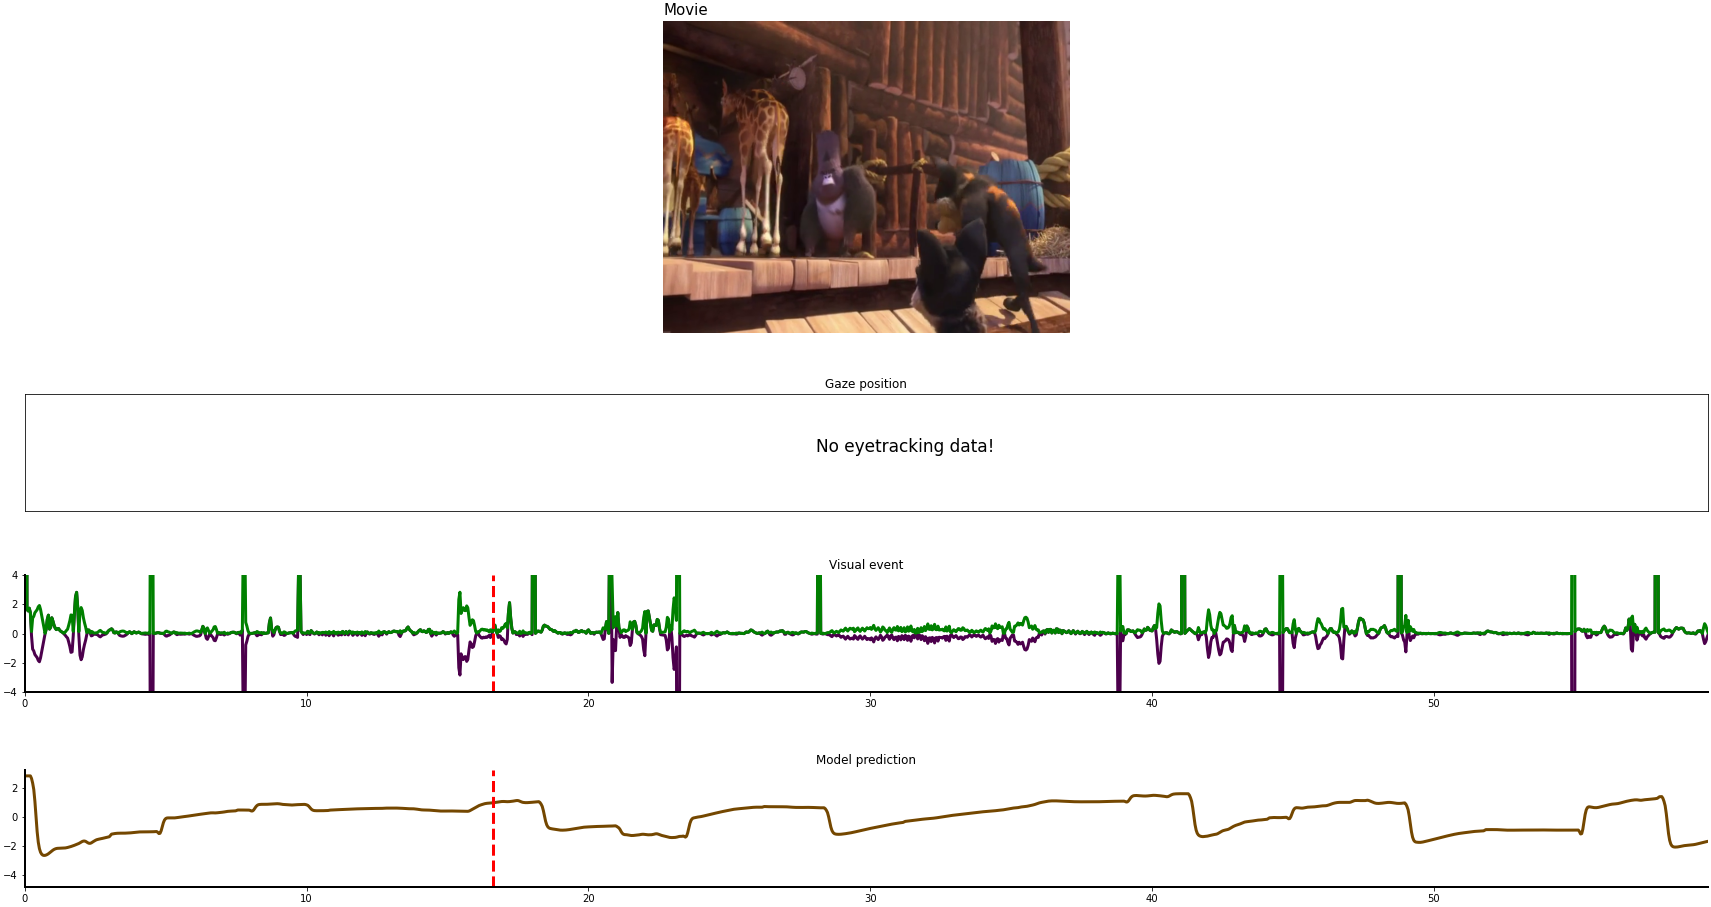 Movie
Gaze position
No eyetracking data!
Visual event
4
2
0
−2
−4
0 10 20 30 40 50
Model prediction
2
0
−2
−4
0 10 20 30 40 50